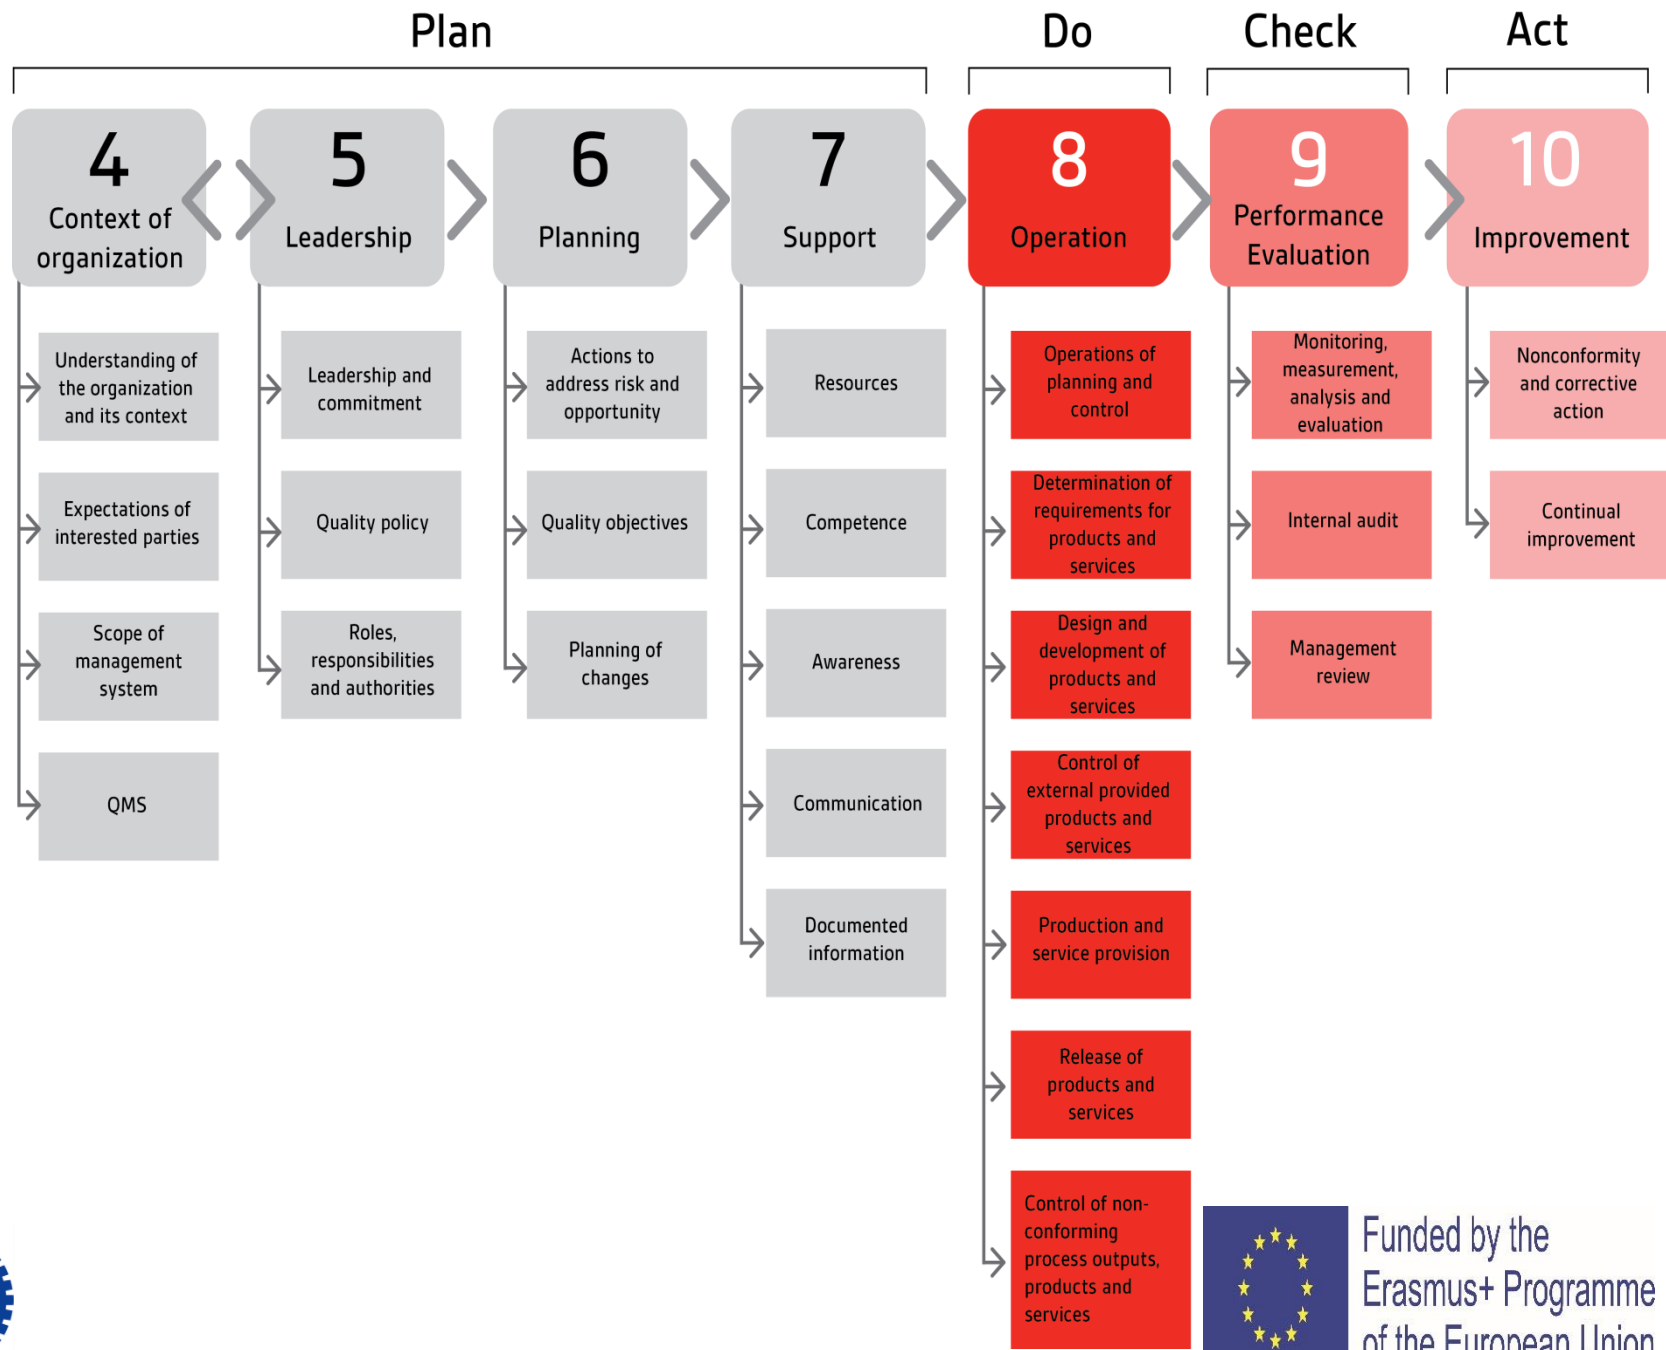 Plan
Do
Check
Act
4
Context of
organization
5
Leadership
6
Planning
7
Support
8
Operation
9
Performance
Evaluation
10
Improvement
Understanding of
the organization
and its context
Expectations of
interested parties
Scope of
management
system
QMS
Leadership and
commitment
Quality policy
Roles,
responsibilities
and authorities
Actions to
address risk and
opportunity
Quality objectives
Planning of
changes
Resources
Competence
Awareness
Communication
Documented
information
Operations of
planning and
control
Determination of
requirements for
products and
services
Design and
development of
products and
services
Control of
external provided
products and
services
Production and
service provision
Release of
products and
services
Control of non-
conforming
process outputs,
products and
services
Monitoring,
measurement,
analysis and
evaluation
Internal audit
Management
review
Nonconformity
and corrective
action
Continual
improvement
Funded by the
Erasmus+ Programme
of the European Union